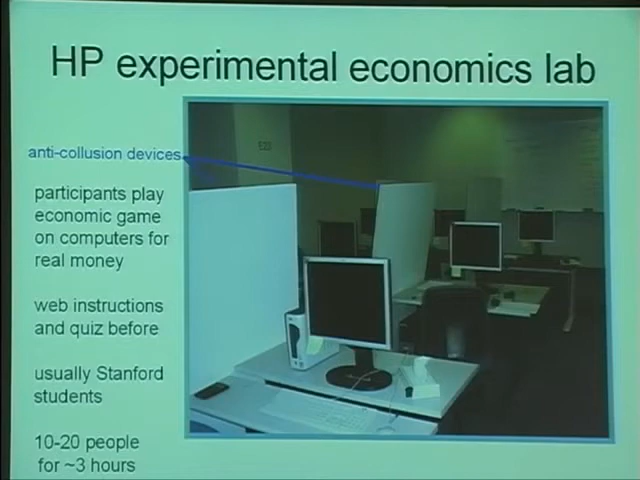 HP experimental economics lab
anti-collusion devices
participants play
economic game
on computers for
real money
web instructions
and quiz before
usually Stanford
students
10-20 people
for ~3 hours